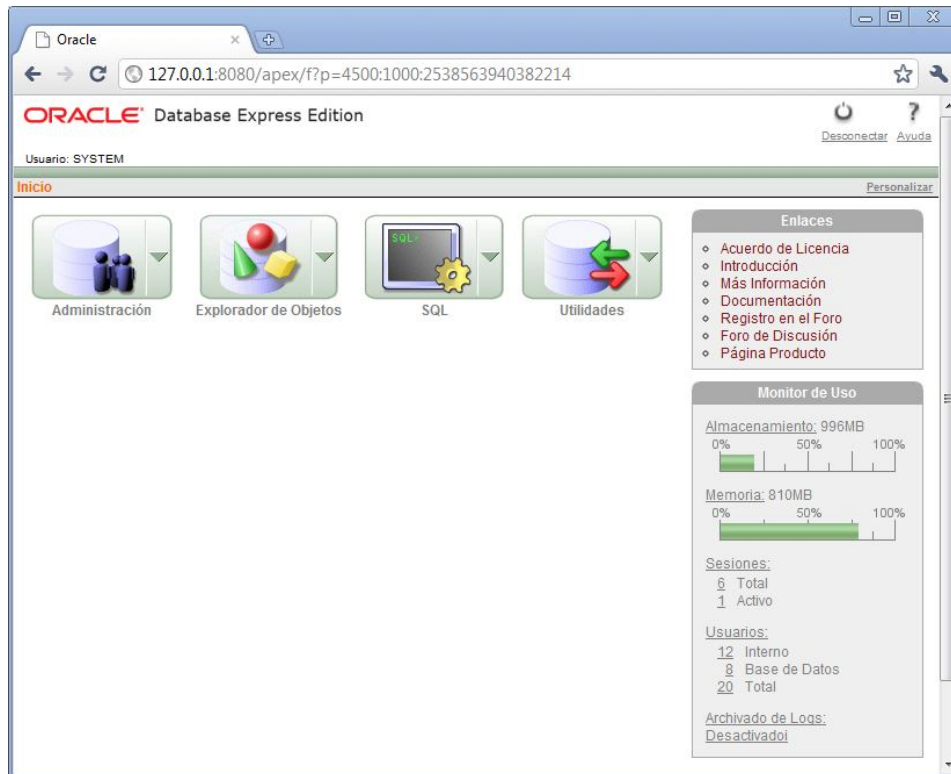 Oracle
127.0.0.1:8080/apex/f?p=4500:1000:2538563940382214
ORACLE Database Express Edition
Desconectar Ayuda
Usuario: SYSTEM
Inicio
Personalizar
SQL>
Administración
Explorador de Objetos
SQL
Utilidades
Enlaces
Acuerdo de Licencia
Introducción
Más Información
Documentación
Registro en el Foro
Foro de Discusión
Página Producto
Monitor de Uso
Almacenamiento: 996MB
0% 50% 100%
Memoria: 810MB
0% 50% 100%
Sesiones:
6 Total
1 Activo
Usuarios:
12 Interno
8 Base de Datos
20 Total
Archivado de Logs:
Desactivadoi